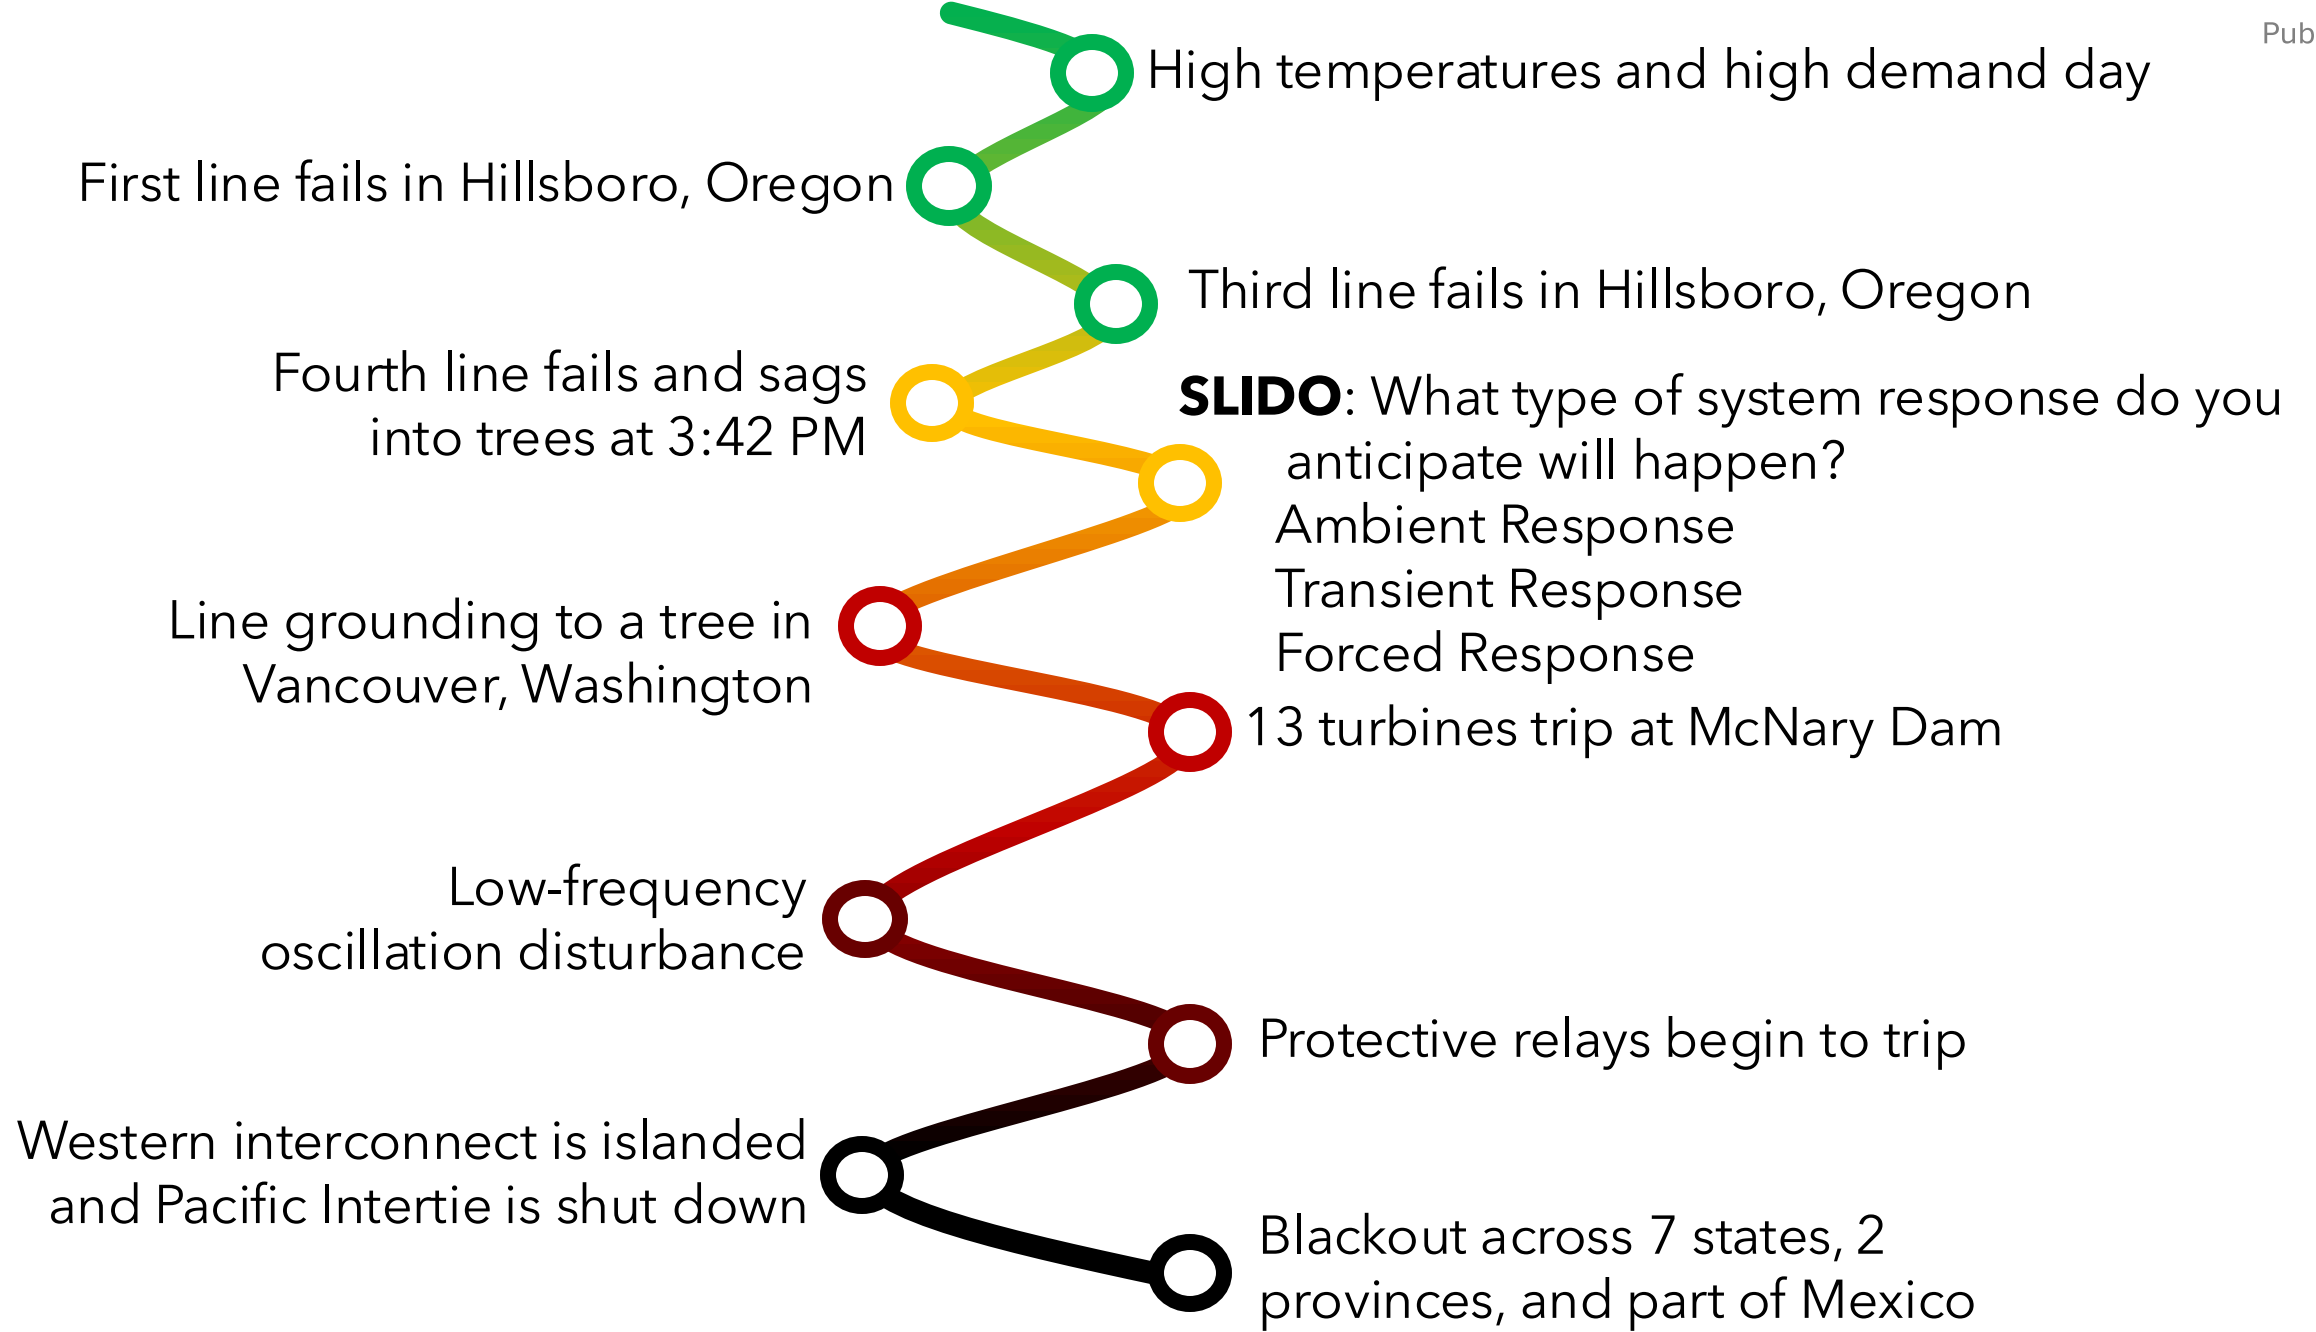 Pub
High temperatures and high demand day
First line fails in Hillsboro, Oregon
Third line fails in Hillsboro, Oregon
Fourth line fails and sags
into trees at 3:42 PM
SLIDO: What type of system response do you
anticipate will happen?
Ambient Response
Transient Response
Forced Response
Line grounding to a tree in
Vancouver, Washington
13 turbines trip at McNary Dam
Low-frequency
oscillation disturbance
Protective relays begin to trip
Western interconnect is islanded
and Pacific Intertie is shut down
Blackout across 7 states, 2
provinces, and part of Mexico